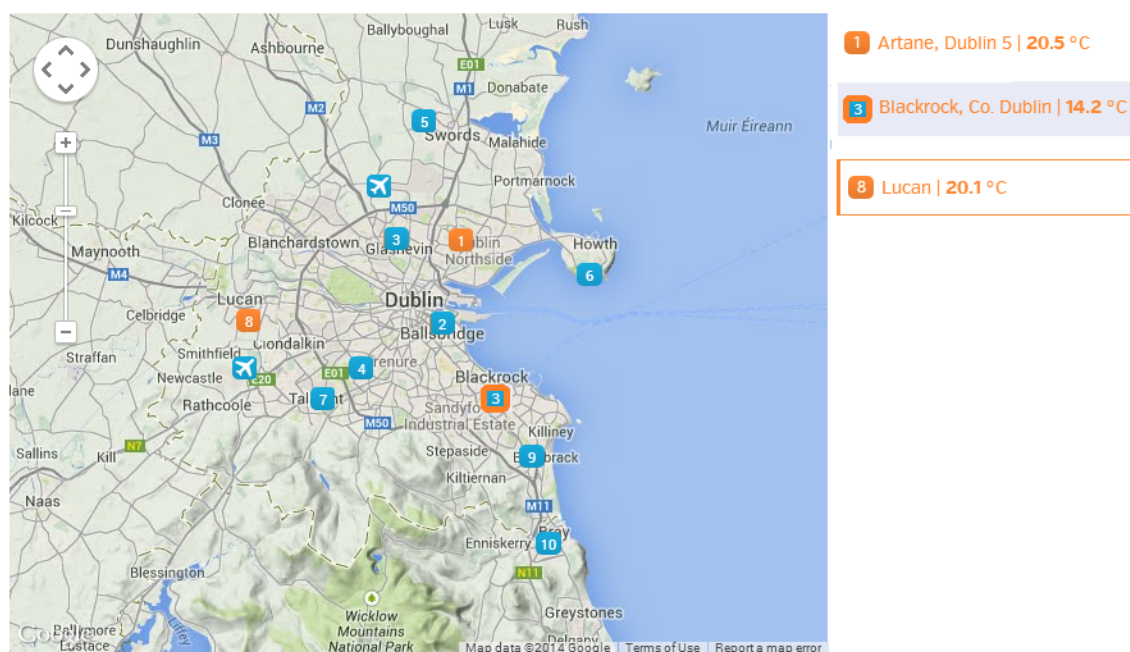 Lusk
Rush
Ballyboughal
Dunshaughlin
Ashbourne
E01
1 Artane, Dublin 5 | 20.5 °C
M1
Donabate
M2
3 Blackrock, Co. Dublin | 14.2 °C
5
Swords
Muir Éireann
M3
Malahide
Portmarnock
8 Lucan | 20.1 °C
Clonee
M50
Kilcock
3
1
Blanchardstown
Glasnevin
Dublin
Northside
Howth
Maynooth
M4
6
Lucan
Dublin
Celbridge
8
2
Ballsbridge
Clondalkin
Smithfield
Straffan
4
E01
Newcastle
E20
Blackrock
Rathcoole
7
3
M50
Industrial Estate
Killiney
N7
Sallins
Kill
Stepaside
9
Kiltiernan
Naas
M11
Bray
Enniskerry
10
Blessington
N11
Wicklow
Mountains
National Park
Greystones
Liffey
Google
Map data ©2014 Google
Terms of Use
Report a map error